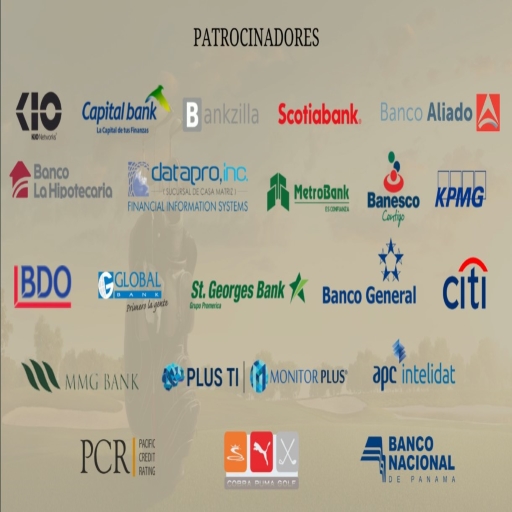 PATROCINADORES
KIO
KIO Networks
Capital bank
La Capital de tus Finanzas
Bankzilla
Scotiabank
Banco Aliado
Banco
La Hipotecaria
datapro, inc.
SUCURSAL DE CASA MATRIZ
FINANCIAL INFORMATION SYSTEMS
MetroBank
ES CONFIANZA
Banesco
Contigo
KPMG
BDO
GLOBAL
BANK
Primero la gente
St. Georges Bank
Grupo Promerica
Banco General
citi
MMG BANK
PLUS TI
MONITOR PLUS
apc intelidat
PCR
PACIFIC
CREDIT
RATING
COBRA PUMA GOLF
BANCO
NACIONAL
DE PANAMA